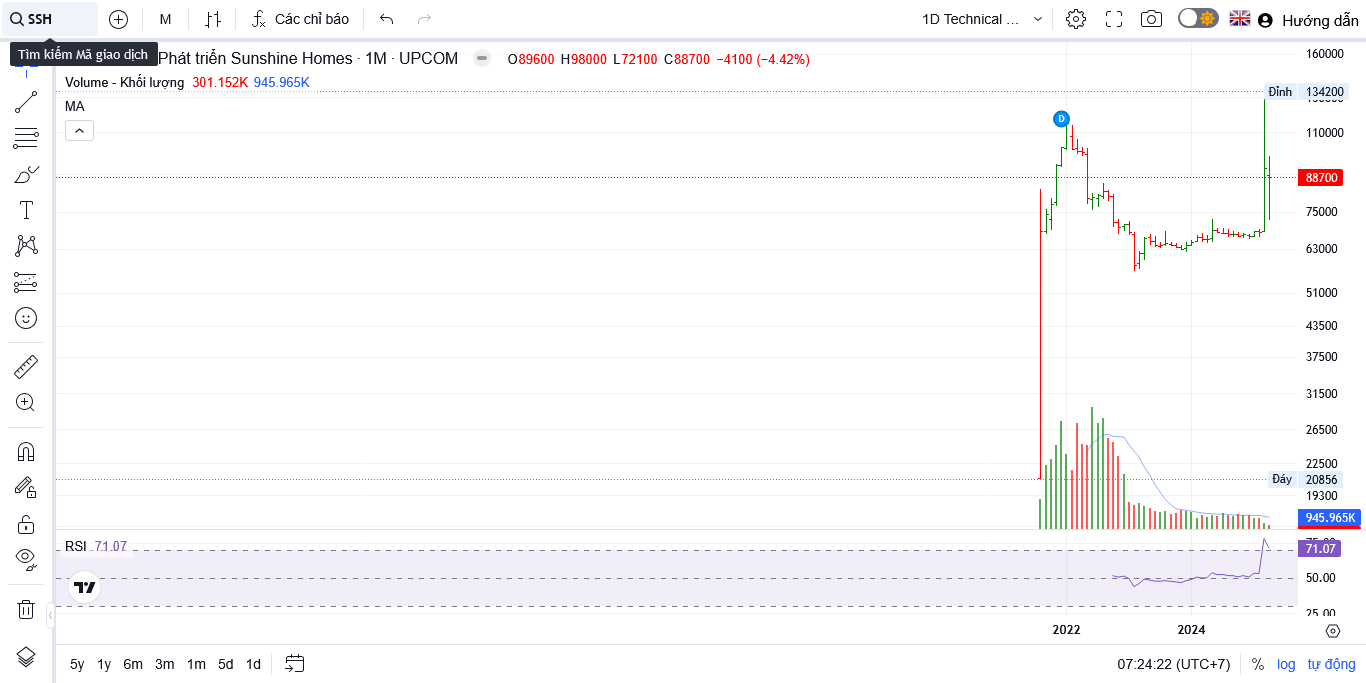 SSH
M
Các chỉ báo
1D Technical ...
Hướng dẫn
Tìm kiếm Mã giao dịch
Phát triển Sunshine Homes · 1M · UPCOM
O89600 H98000 L72100 C88700 −4100 (−4.42%)
Volume - Khối lượng 301.152K 945.965K
MA
160000
Đỉnh 134200
D
110000
88700
75000
63000
51000
43500
37500
31500
26500
22500
Đáy 20856
19300
945.965K
RSI 71.07
71.07
50.00
25.00
2022
2024
5y 1y 6m 3m 1m 5d 1d
07:24:22 (UTC+7)
% log tự động